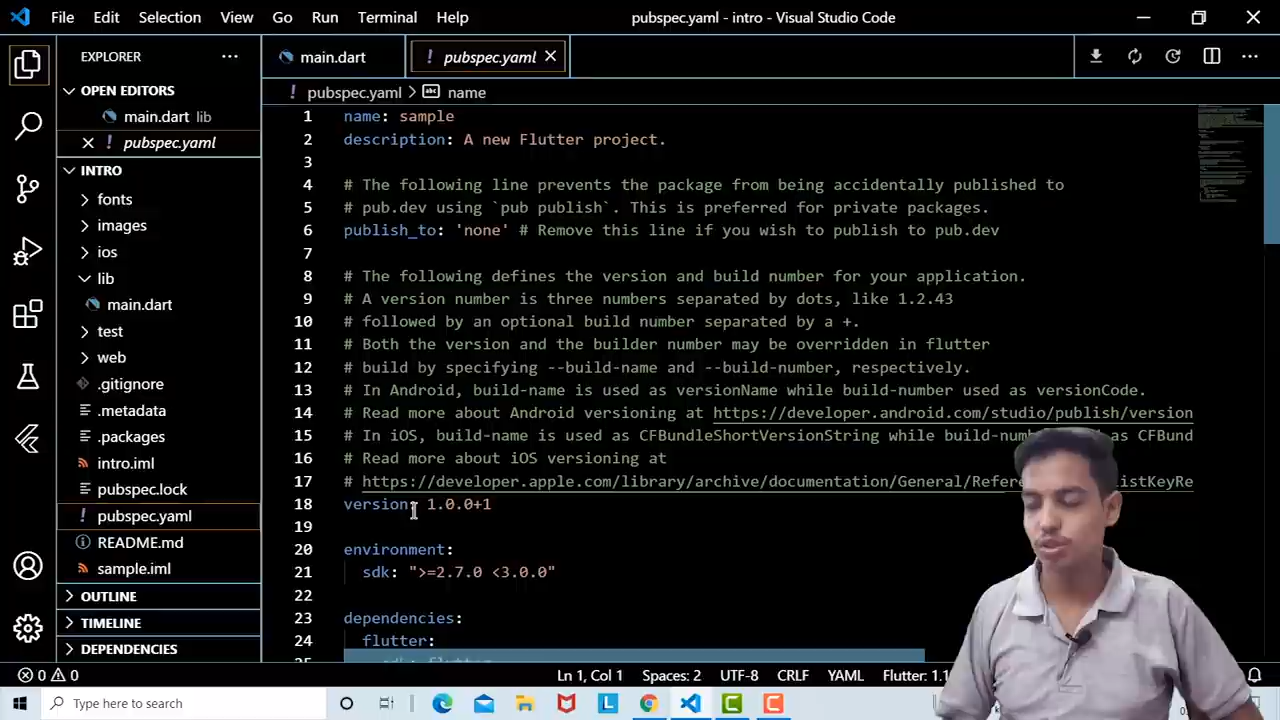 File Edit Selection View Go Run Terminal Help pubspec.yaml - intro - Visual Studio Code
EXPLORER
OPEN EDITORS
main.dart lib
pubspec.yaml
INTRO
fonts
images
ios
lib
main.dart
test
web
.gitignore
.metadata
.packages
intro.iml
pubspec.lock
pubspec.yaml
README.md
sample.iml
OUTLINE
TIMELINE
DEPENDENCIES
main.dart pubspec.yaml
pubspec.yaml > name
1 name: sample
2 description: A new Flutter project.
3
4 # The following line prevents the package from being accidentally published to
5 # pub.dev using `pub publish`. This is preferred for private packages.
6 publish_to: 'none' # Remove this line if you wish to publish to pub.dev
7
8 # The following defines the version and build number for your application.
9 # A version number is three numbers separated by dots, like 1.2.43
10 # followed by an optional build number separated by a +.
11 # Both the version and the builder number may be overridden in flutter
12 # build by specifying --build-name and --build-number, respectively.
13 # In Android, build-name is used as versionName while build-number used as versionCode.
14 # Read more about Android versioning at https://developer.android.com/studio/publish/version
15 # In iOS, build-name is used as CFBundleShortVersionString while build-num as CFBund
16 # Read more about iOS versioning at
17 # https://developer.apple.com/library/archive/documentation/General/Refere istKeyRe
18 version: 1.0.0+1
19
20 environment:
21 sdk: ">=2.7.0 <3.0.0"
22
23 dependencies:
24 flutter:
25 sdk: flutter
0 0 Ln 1, Col 1 Spaces: 2 UTF-8 CRLF YAML Flutter: 1.1
Type here to search